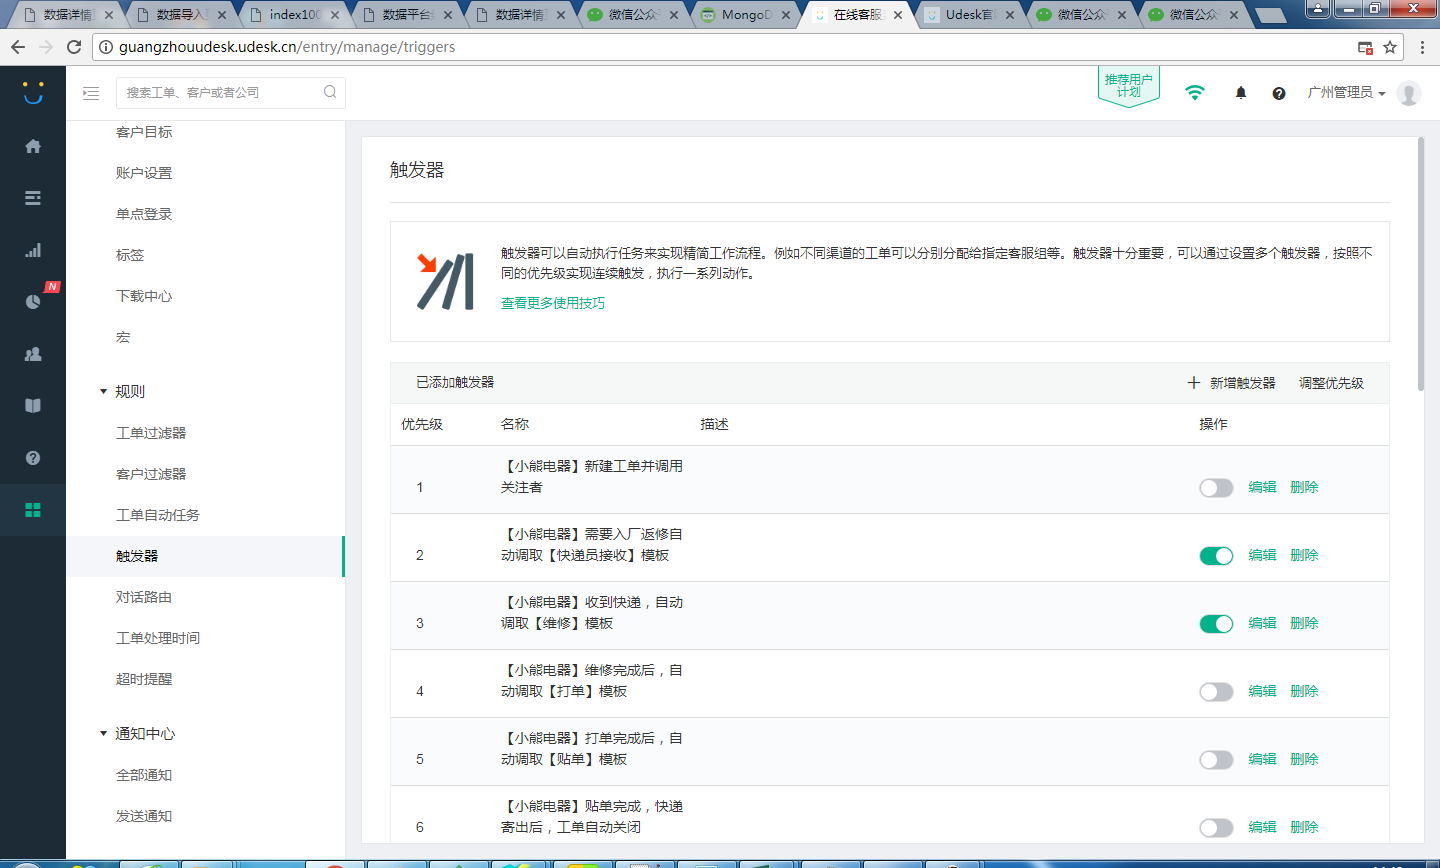 数据详情
数据导入
index100
数据平台
数据详情
微信公众
MongoD
在线客服
Udesk官
微信公众
微信公众
guangzhouudesk.udesk.cn/entry/manage/triggers
搜索工单、客户或者公司
推荐用户
计划
广州管理员
N
客户目标
账户设置
单点登录
标签
下载中心
宏
规则
工单过滤器
客户过滤器
工单自动任务
触发器
对话路由
工单处理时间
超时提醒
通知中心
全部通知
发送通知
触发器
触发器可以自动执行任务来实现精简工作流程。例如不同渠道的工单可以分别分配给指定客服组等。触发器十分重要，可以通过设置多个触发器，按照不
同的优先级实现连续触发，执行一系列动作。
查看更多使用技巧
已添加触发器
新增触发器 调整优先级
优先级 名称 描述 操作
【小熊电器】新建工单并调用
1 关注者 编辑 删除
【小熊电器】需要入厂返修自
2 动调取【快递员接收】模板 编辑 删除
【小熊电器】收到快递，自动
3 调取【维修】模板 编辑 删除
【小熊电器】维修完成后，自
4 动调取【打单】模板 编辑 删除
【小熊电器】打单完成后，自
5 动调取【贴单】模板 编辑 删除
【小熊电器】贴单完成，快递
6 寄出后，工单自动关闭 编辑 删除